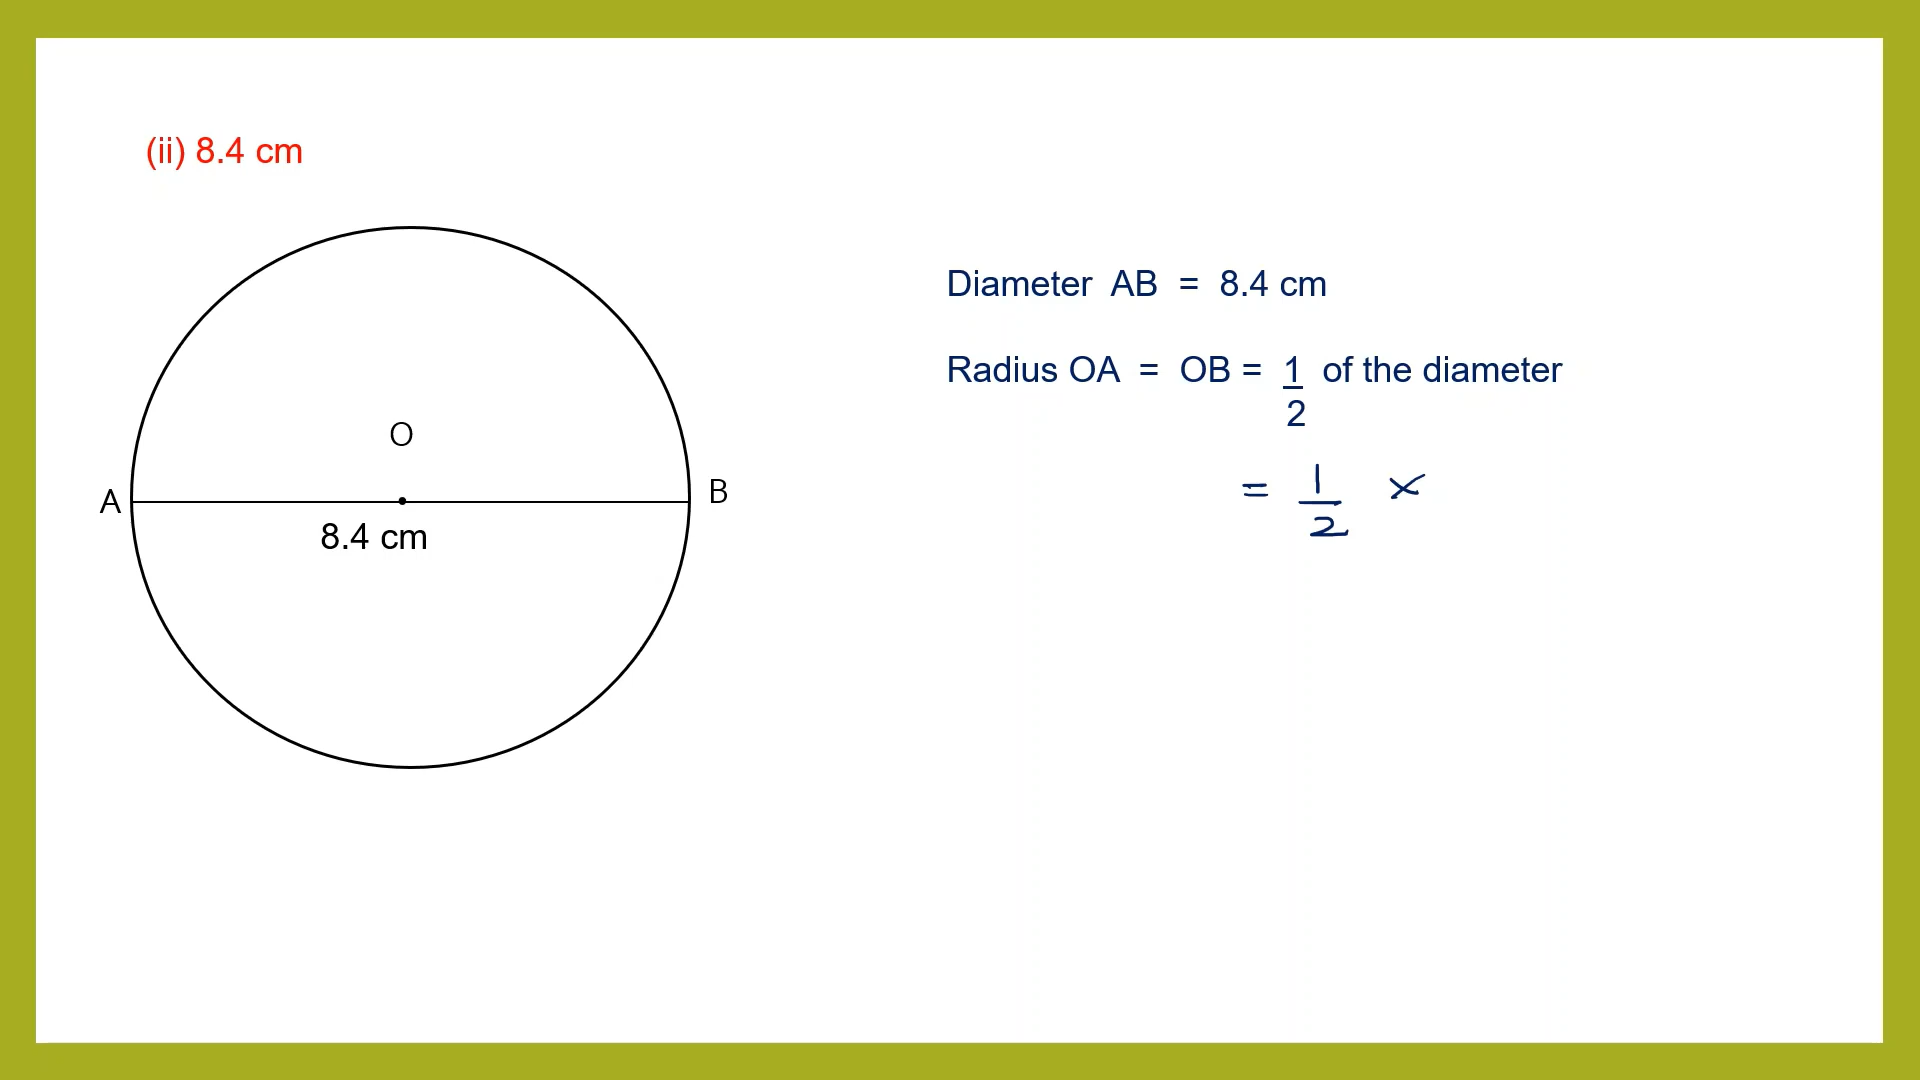 (ii) 8.4 cm
Diameter AB = 8.4 cm
Radius OA = OB = 1/2 of the diameter
= 1/2 ×
O
A
B
8.4 cm